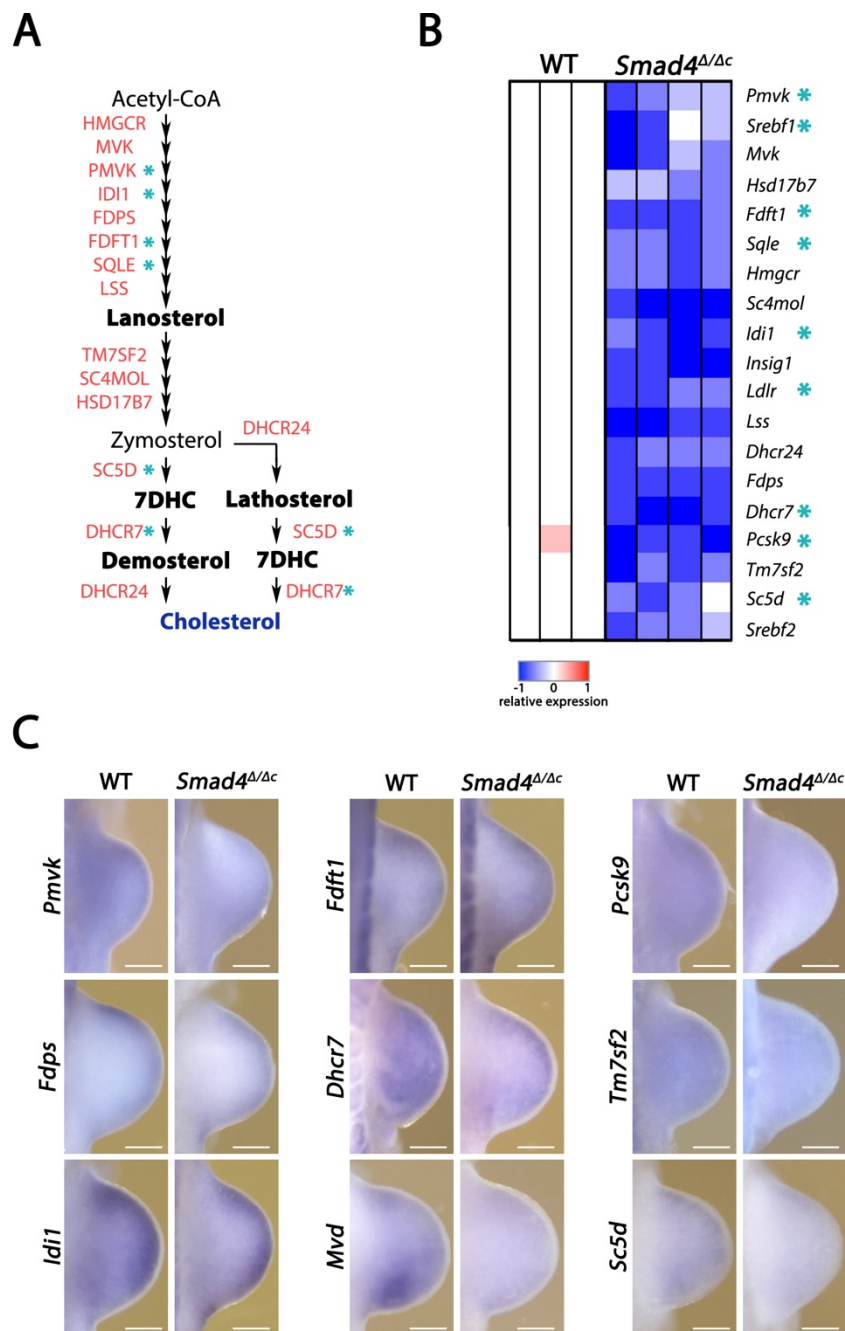 A
Acetyl-CoA
HMGCR
MVK
PMVK *
IDI1 *
FDPS
FDFT1 *
SQLE *
LSS
Lanosterol
TM7SF2
SC4MOL
HSD17B7
Zymosterol
DHCR24
SC5D *
7DHC
Lathosterol
DHCR7 *
SC5D *
Demosterol
7DHC
DHCR24
DHCR7 *
Cholesterol
B
WT Smad4Δ/Δc
Pmvk *
Srebf1 *
Mvk
Hsd17b7
Fdft1 *
Sqle *
Hmgcr
Sc4mol
Idi1 *
Insig1
Ldlr *
Lss
Dhcr24
Fdps
Dhcr7 *
Pcsk9 *
Tm7sf2
Sc5d *
Srebf2
-1 0 1
relative expression
C
WT Smad4Δ/Δc WT Smad4Δ/Δc WT Smad4Δ/Δc
Pmvk Fdft1 Pcsk9
Fdps Dhcr7 Tm7sf2
Idi1 Mvd Sc5d